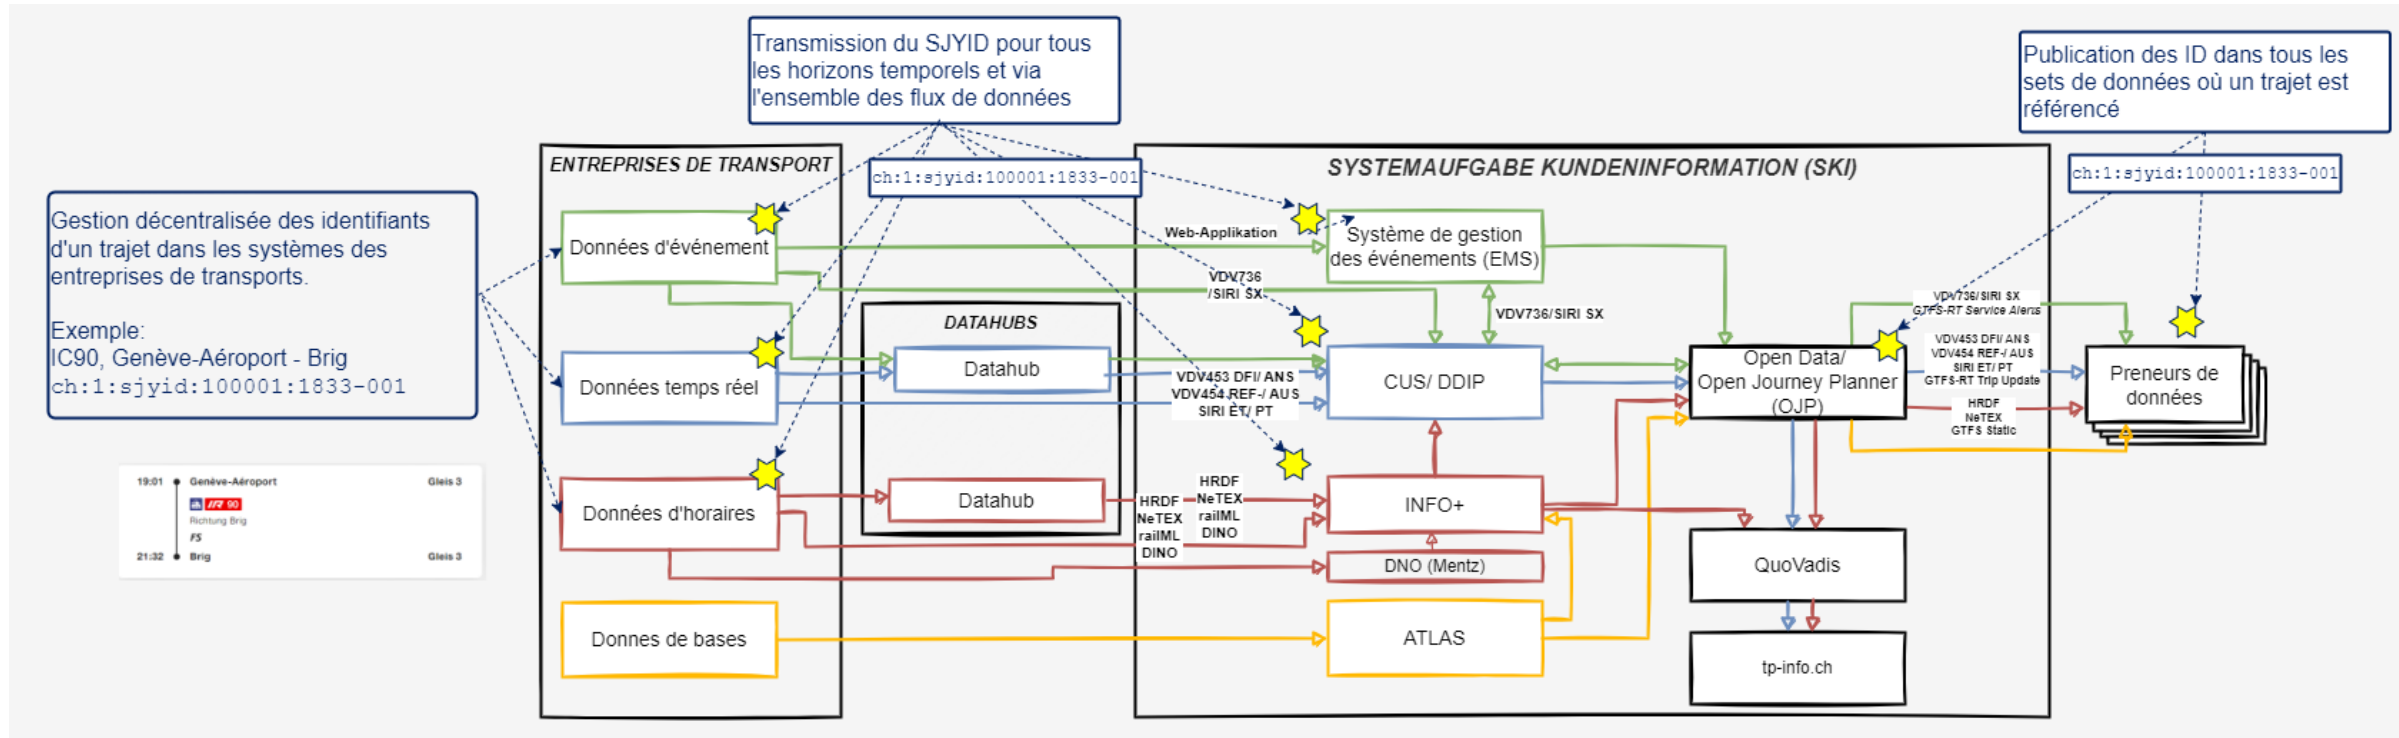 Transmission du SJYID pour tous
les horizons temporels et via
l'ensemble des flux de données
Publication des ID dans tous les
sets de données où un trajet est
référencé
ch:1:sjyid:100001:1833-001
ch:1:sjyid:100001:1833-001
Gestion décentralisée des identifiants
d'un trajet dans les systèmes des
entreprises de transports.
Exemple:
IC90, Genève-Aéroport - Brig
ch:1:sjyid:100001:1833-001
19:01 Genève-Aéroport Gleis 3
IR 90
Richtung Brig
FS
21:32 Brig Gleis 3
ENTREPRISES DE TRANSPORT
Données d'événement
Données temps réel
Données d'horaires
Donnes de bases
DATAHUBS
Datahub
Datahub
SYSTEMAUFGABE KUNDENINFORMATION (SKI)
Web-Applikation
VDV736
/SIRI SX
VDV453 DFI/ ANS
VDV454 REF-/ AUS
SIRI ET/ PT
HRDF
NeTEX
railML
DINO
HRDF
NeTEX
railML
DINO
Système de gestion
des événements (EMS)
VDV736/SIRI SX
CUS/ DDIP
INFO+
DNO (Mentz)
ATLAS
Open Data/
Open Journey Planner
(OJP)
QuoVadis
tp-info.ch
VDV736/SIRI SX
GTFS-RT Service Alerts
VDV453 DFI/ ANS
VDV454 REF-/ AUS
SIRI ET/ PT
GTFS-RT Trip Update
HRDF
NeTEX
GTFS Static
Preneurs de
données